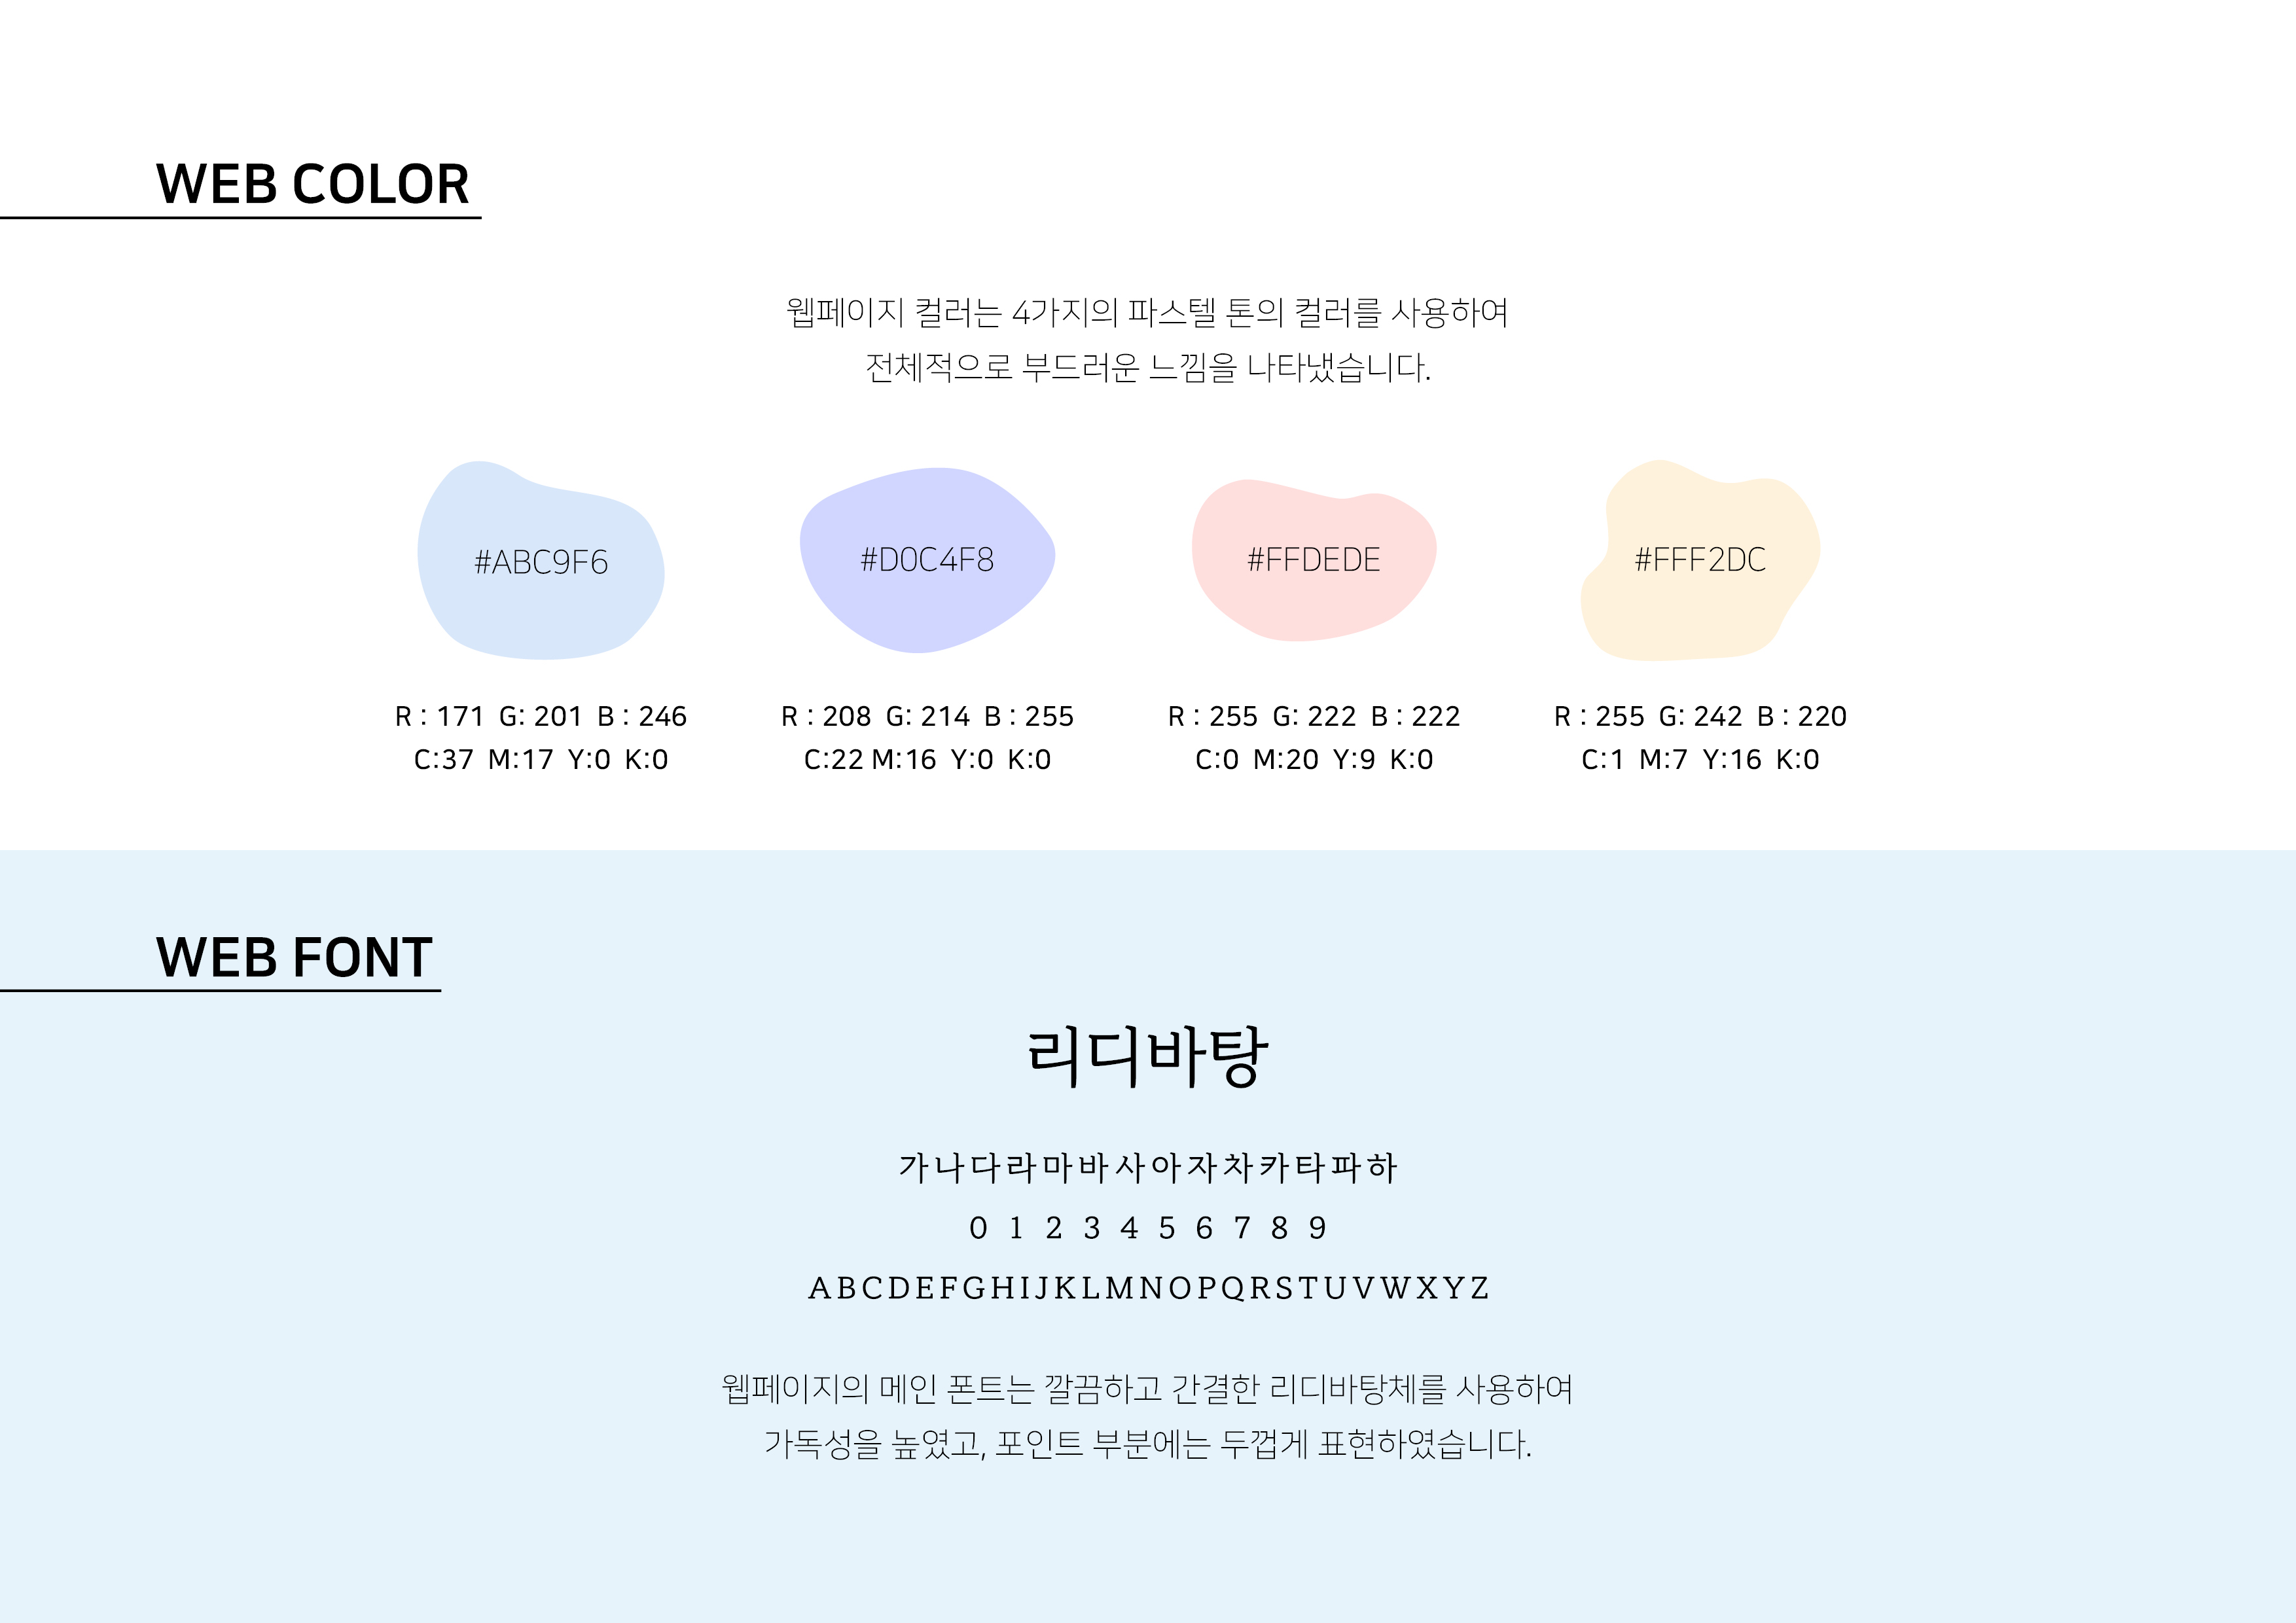 WEB COLOR
웹페이지 컬러는 4가지의 파스텔 톤의 컬러를 사용하여
전체적으로 부드러운 느낌을 나타냈습니다.
#ABC9F6 #D0C4F8 #FFDEDE #FFF2DC
R : 171 G: 201 B : 246 R : 208 G: 214 B : 255 R : 255 G: 222 B : 222 R : 255 G: 242 B : 220
C:37 M:17 Y:0 K:0 C:22 M:16 Y:0 K:0 C:0 M:20 Y:9 K:0 C:1 M:7 Y:16 K:0
WEB FONT
리디바탕
가나다라마바사아자차카타파하
0 1 2 3 4 5 6 7 8 9
ABCDEFGHIJKLMNOPQRSTUVWXYZ
웹페이지의 메인 폰트는 깔끔하고 간결한 리디바탕체를 사용하여
가독성을 높였고, 포인트 부분에는 두껍게 표현하였습니다.